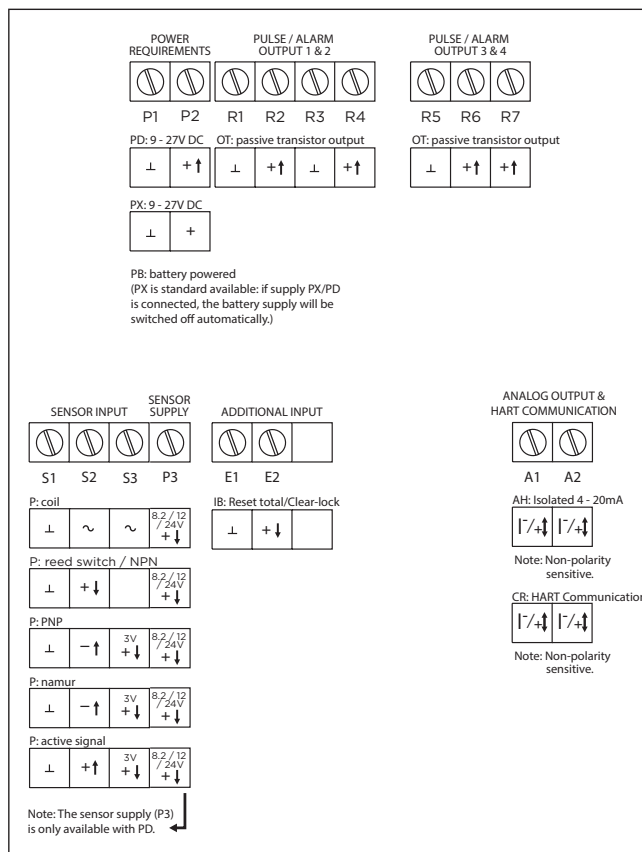 POWER
REQUIREMENTS
PULSE / ALARM
OUTPUT 1 & 2
PULSE / ALARM
OUTPUT 3 & 4
P1 P2 R1 R2 R3 R4 R5 R6 R7
PD: 9 - 27V DC OT: passive transistor output OT: passive transistor output
⊥ +↑ ⊥ +↑ ⊥ +↑ ⊥ +↑ +↑
PX: 9 - 27V DC
⊥ +
PB: battery powered
(PX is standard available: if supply PX/PD
is connected, the battery supply will be
switched off automatically.)
SENSOR INPUT
SENSOR
SUPPLY
ADDITIONAL INPUT
ANALOG OUTPUT &
HART COMMUNICATION
S1 S2 S3 P3 E1 E2 A1 A2
P: coil
⊥ ~ ~ 8.2 / 12
/ 24V
+↓
IB: Reset total/Clear-lock
⊥ +↓
AH: Isolated 4 - 20mA
|-/+↕ |-/+↕
Note: Non-polarity
sensitive.
P: reed switch / NPN
⊥ +↓ 8.2 / 12
/ 24V
+↓
CR: HART Communication
|-/+↕ |-/+↕
Note: Non-polarity
sensitive.
P: PNP
⊥ −↑ 3V
+↓
8.2 / 12
/ 24V
+↓
P: namur
⊥ −↑ 3V
+↓
8.2 / 12
/ 24V
+↓
P: active signal
⊥ +↑ 3V
+↓
8.2 / 12
/ 24V
+↓
Note: The sensor supply (P3)
is only available with PD.